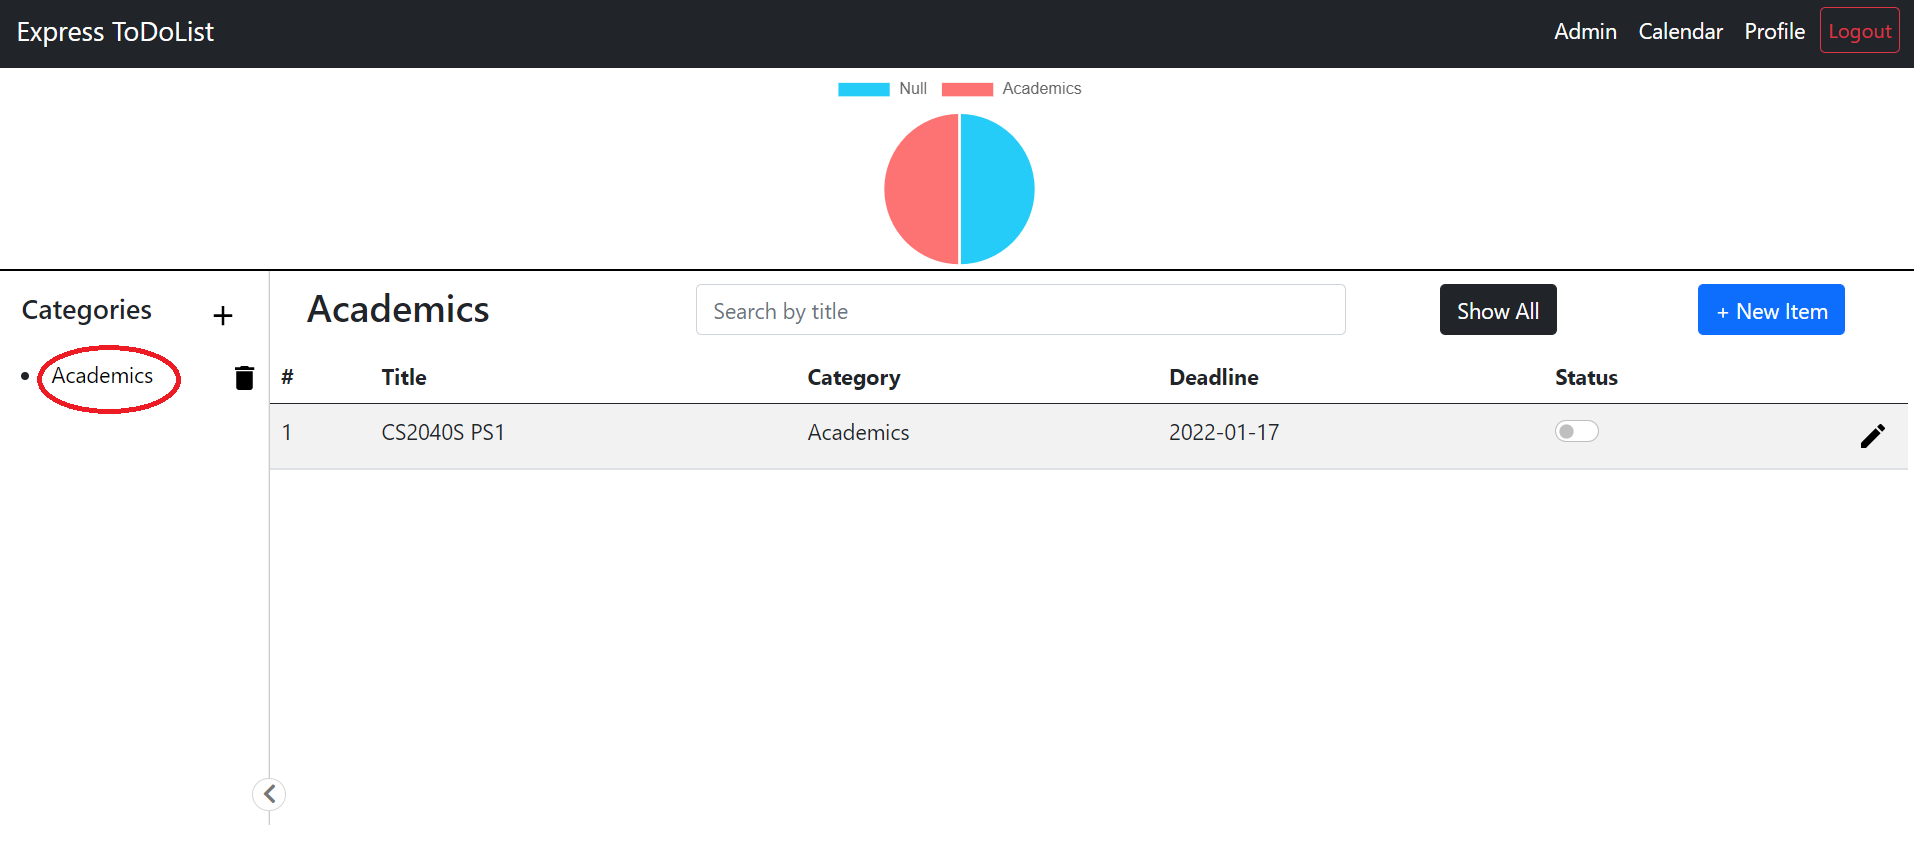 Express ToDoList Admin Calendar Profile Logout
Null Academics
Categories + Academics Search by title Show All + New Item
Academics # Title Category Deadline Status
1 CS2040S PS1 Academics 2022-01-17